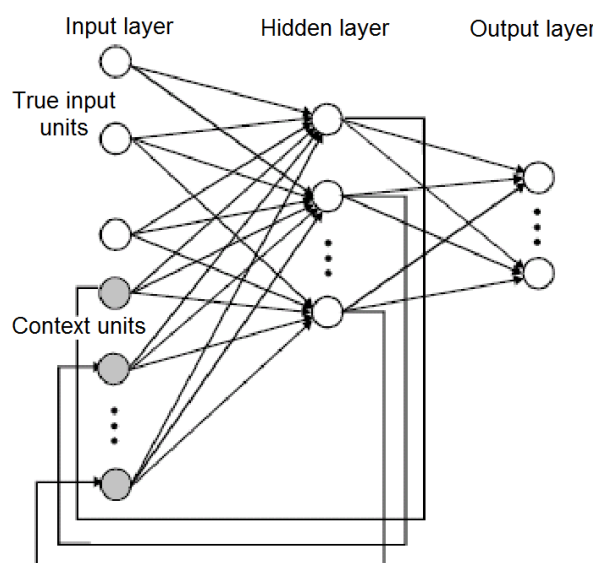 Input layer
Hidden layer
Output layer
True input
units
Context units